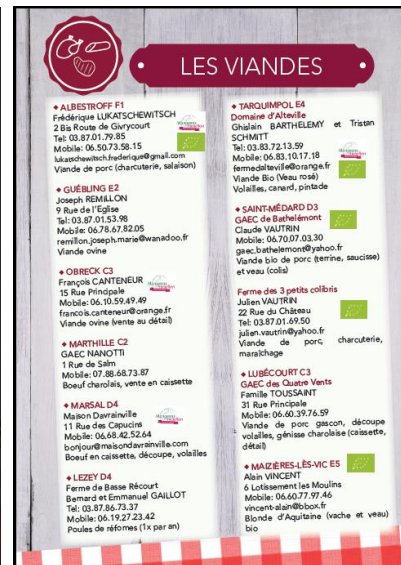 LES VIANDES
◆ ALBESTROFF F1
Frédérique LUKATSCHEWITSCH
2 Bis Route de Givrycourt
Tel: 03.87.01.79.85
Mobile: 06.50.73.58.15
lukatschewitsch.frederique@gmail.com
Viande de porc (charcuterie, salaison)
◆ GUÉBLING E2
Joseph REMILLON
9 Rue de l'Eglise
Tel: 03.87.01.53.98
Mobile: 06.78.67.82.05
remillon.joseph.marie@wanadoo.fr
Viande ovine
◆ OBRECK C3
François CANTENEUR
15 Rue Principale
Mobile: 06.10.59.49.49
francois.canteneur@orange.fr
Viande ovine (vente au détail)
◆ MARTHILLE C2
GAEC NANOTTI
1 Rue de Salm
Mobile: 07.88.68.73.87
Boeuf charolais, vente en caissette
◆ MARSAL D4
Maison Davrainville
11 Rue des Capucins
Mobile: 06.68.42.52.64
bonjour@maisondavrainville.com
Boeuf en caissette, découpe, volailles
◆ LEZEY D4
Ferme de Basse Récourt
Bernard et Emmanuel GAILLOT
Tel: 03.87.86.73.37
Mobile: 06.19.27.23.42
Poules de réfomes (1x par an)
◆ TARQUIMPOL E4
Domaine d'Alteville
Ghislain BARTHELEMY et Tristan
SCHMITT
Tel: 03.83.72.13.59
Mobile: 06.83.10.17.18
fermedalteville@orange.fr
Viande Bio (Veau rosé)
Volailles, canard, pintade
◆ SAINT-MÉDARD D3
GAEC de Bathelémont
Claude VAUTRIN
Mobile: 06.70.07.03.30
gaec.bathelemont@yahoo.fr
Viande bio de porc (terrine, saucisse)
et veau (colis)
Ferme des 3 petits colibris
Julien VAUTRIN
22 Rue du Château
Tel: 03.87.01.69.50
julien.vautrin@yahoo.fr
Viande de porc, charcuterie,
maraîchage
◆ LUBÉCOURT C3
GAEC des Quatre Vents
Famille TOUSSAINT
31 Rue Principale
Mobile: 06.60.39.76.59
Viande de porc gascon, découpe
volailles, génisse charolaise (caissette,
détail)
◆ MAIZIÈRES-LÈS-VIC E5
Alain VINCENT
6 Lotissement les Moulins
Mobile: 06.60.77.97.46
vincent-alain@bbox.fr
Blonde d'Aquitaine (vache et veau)
bio